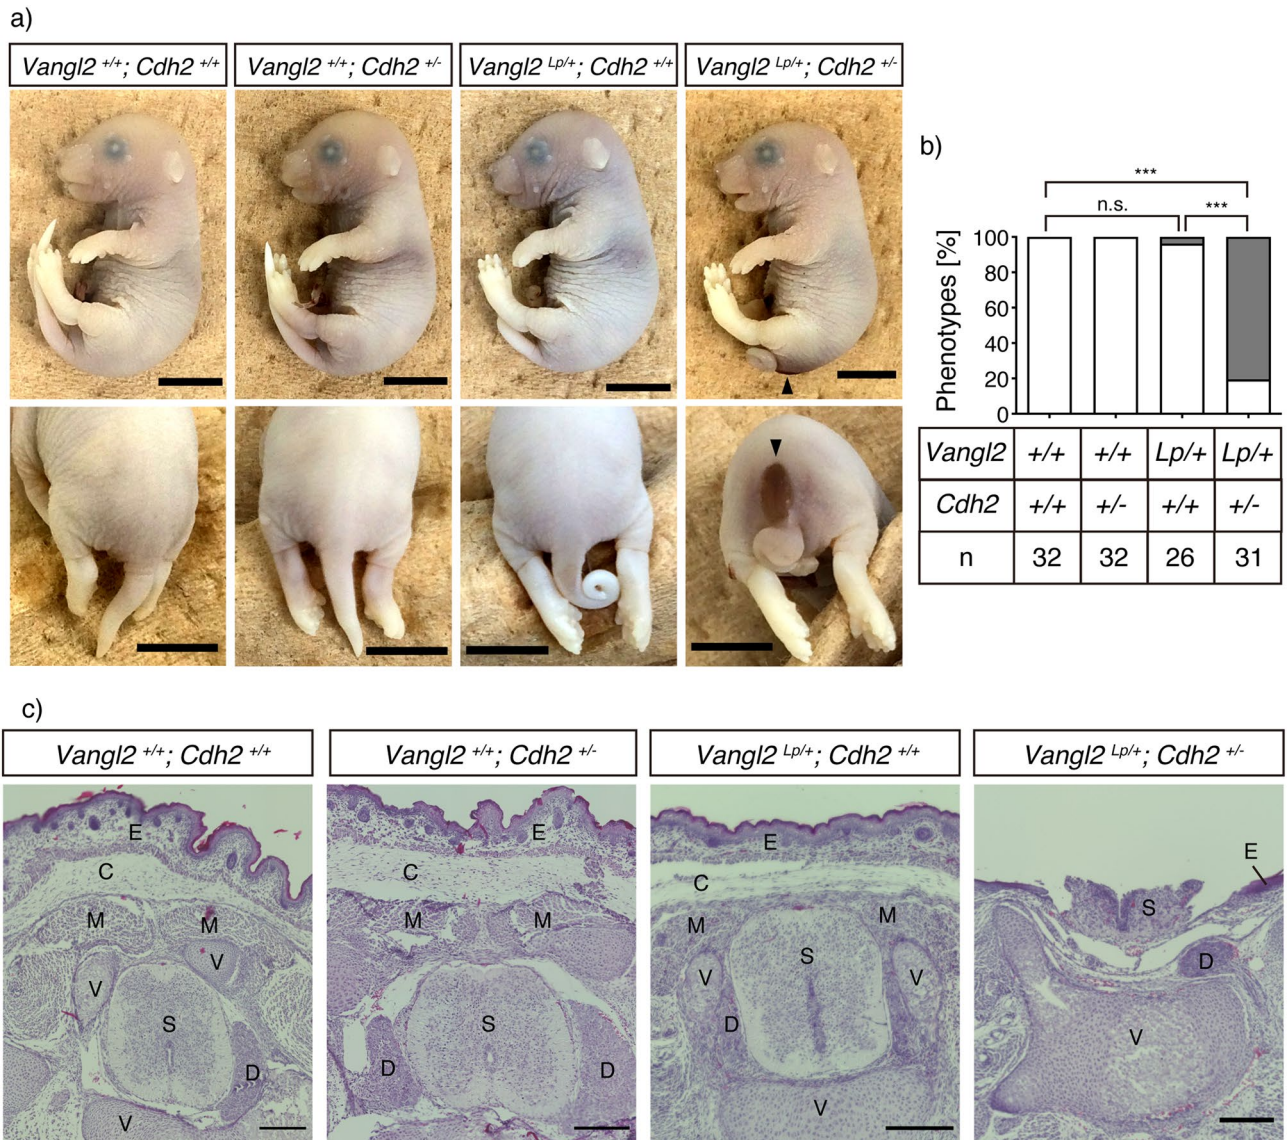 a)
Vangl2 +/+; Cdh2 +/+
Vangl2 +/+; Cdh2 +/-
Vangl2 Lp/+; Cdh2 +/+
Vangl2 Lp/+; Cdh2 +/-
b)
***
n.s.
***
Phenotypes [%]
100
80
60
40
20
0
Vangl2 +/+ +/+ Lp/+ Lp/+
Cdh2 +/+ +/- +/+ +/-
n 32 32 26 31
c)
Vangl2 +/+; Cdh2 +/+
Vangl2 +/+; Cdh2 +/-
Vangl2 Lp/+; Cdh2 +/+
Vangl2 Lp/+; Cdh2 +/-
E
C
M M
V
V
S
D
V
E
C
M M
S
D D
E
C
M M
S
V V
D
V
E
S
D
V